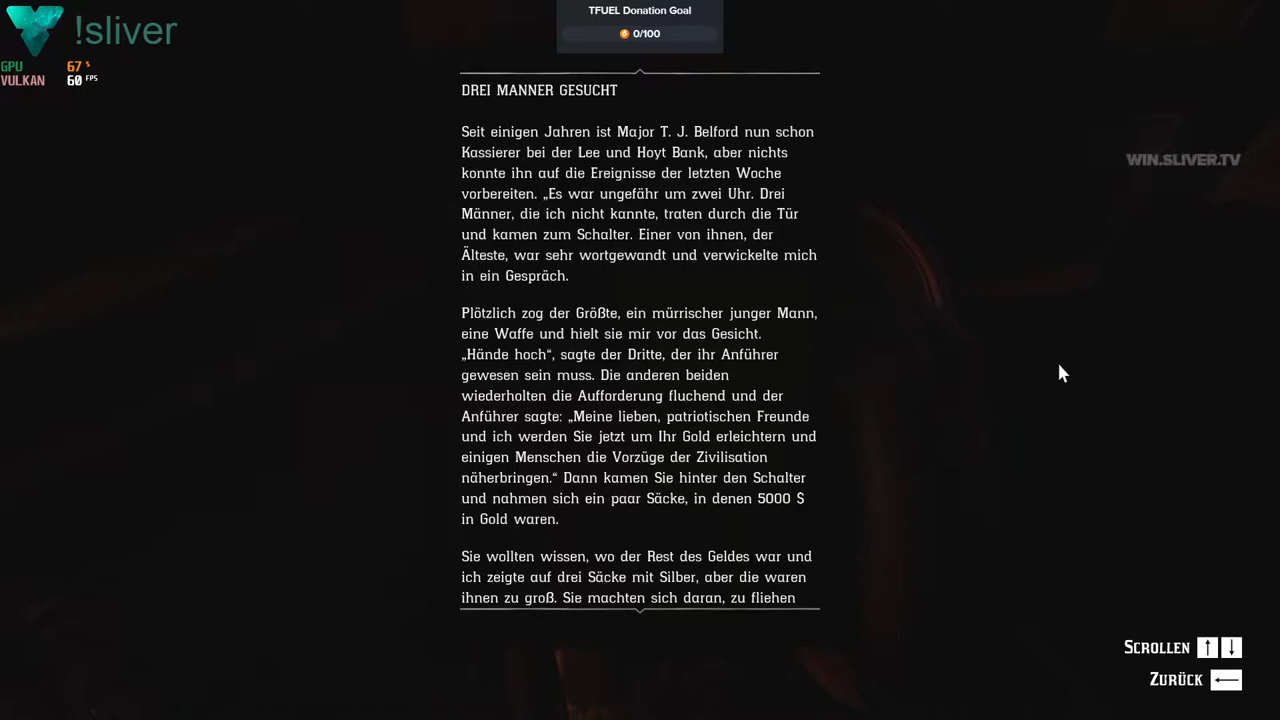 !sliver
TFUEL Donation Goal
0/100
GPU 67 %
VULKAN 60 FPS
WIN.SLIVER.TV
DREI MANNER GESUCHT
Seit einigen Jahren ist Major T. J. Belford nun schon
Kassierer bei der Lee und Hoyt Bank, aber nichts
konnte ihn auf die Ereignisse der letzten Woche
vorbereiten. „Es war ungefähr um zwei Uhr. Drei
Männer, die ich nicht kannte, traten durch die Tür
und kamen zum Schalter. Einer von ihnen, der
Älteste, war sehr wortgewandt und verwickelte mich
in ein Gespräch.
Plötzlich zog der Größte, ein mürrischer junger Mann,
eine Waffe und hielt sie mir vor das Gesicht.
„Hände hoch“, sagte der Dritte, der ihr Anführer
gewesen sein muss. Die anderen beiden
wiederholten die Aufforderung fluchend und der
Anführer sagte: „Meine lieben, patriotischen Freunde
und ich werden Sie jetzt um Ihr Gold erleichtern und
einigen Menschen die Vorzüge der Zivilisation
näherbringen.“ Dann kamen Sie hinter den Schalter
und nahmen sich ein paar Säcke, in denen 5000 $
in Gold waren.
Sie wollten wissen, wo der Rest des Geldes war und
ich zeigte auf drei Säcke mit Silber, aber die waren
ihnen zu groß. Sie machten sich daran, zu fliehen
SCROLLEN ↑ ↓
ZURÜCK ←